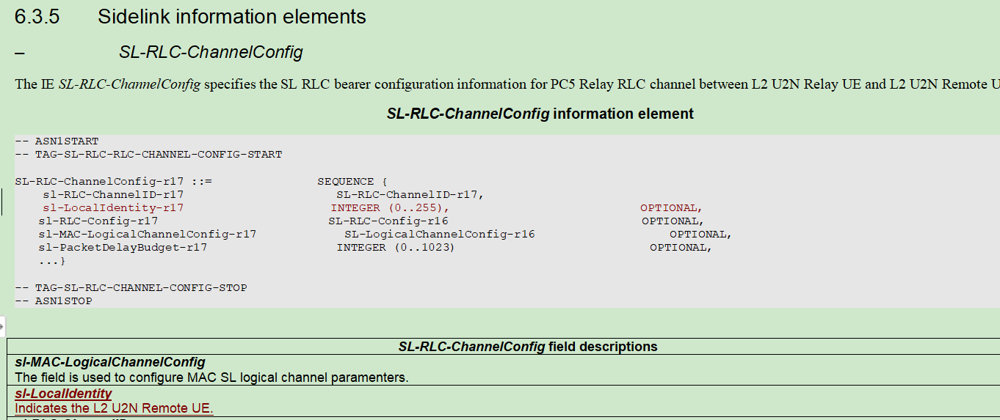 6.3.5 Sidelink information elements
– SL-RLC-ChannelConfig
The IE SL-RLC-ChannelConfig specifies the SL RLC bearer configuration information for PC5 Relay RLC channel between L2 U2N Relay UE and L2 U2N Remote U
SL-RLC-ChannelConfig information element
-- ASN1START
-- TAG-SL-RLC-RLC-CHANNEL-CONFIG-START
SL-RLC-ChannelConfig-r17 ::= SEQUENCE {
sl-RLC-ChannelID-r17 SL-RLC-ChannelID-r17,
sl-LocalIdentity-r17 INTEGER (0..255), OPTIONAL,
sl-RLC-Config-r17 SL-RLC-Config-r16 OPTIONAL,
sl-MAC-LogicalChannelConfig-r17 SL-LogicalChannelConfig-r16 OPTIONAL,
sl-PacketDelayBudget-r17 INTEGER (0..1023) OPTIONAL,
...}
-- TAG-SL-RLC-CHANNEL-CONFIG-STOP
-- ASN1STOP
SL-RLC-ChannelConfig field descriptions
sl-MAC-LogicalChannelConfig
The field is used to configure MAC SL logical channel paramenters.
sl-LocalIdentity
Indicates the L2 U2N Remote UE.